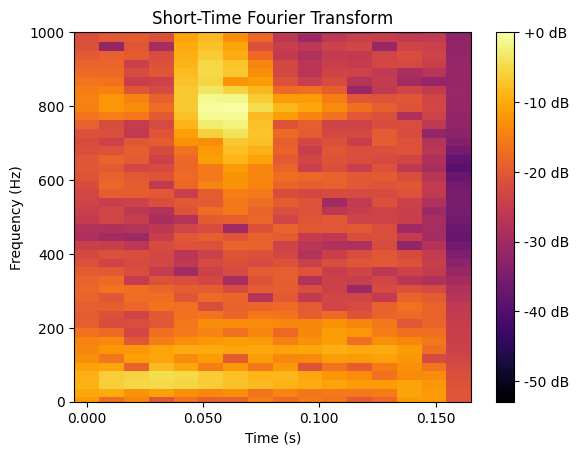 Short-Time Fourier Transform
1000
800
600
400
200
0
Frequency (Hz)
0.000
0.050
0.100
0.150
Time (s)
+0 dB
-10 dB
-20 dB
-30 dB
-40 dB
-50 dB